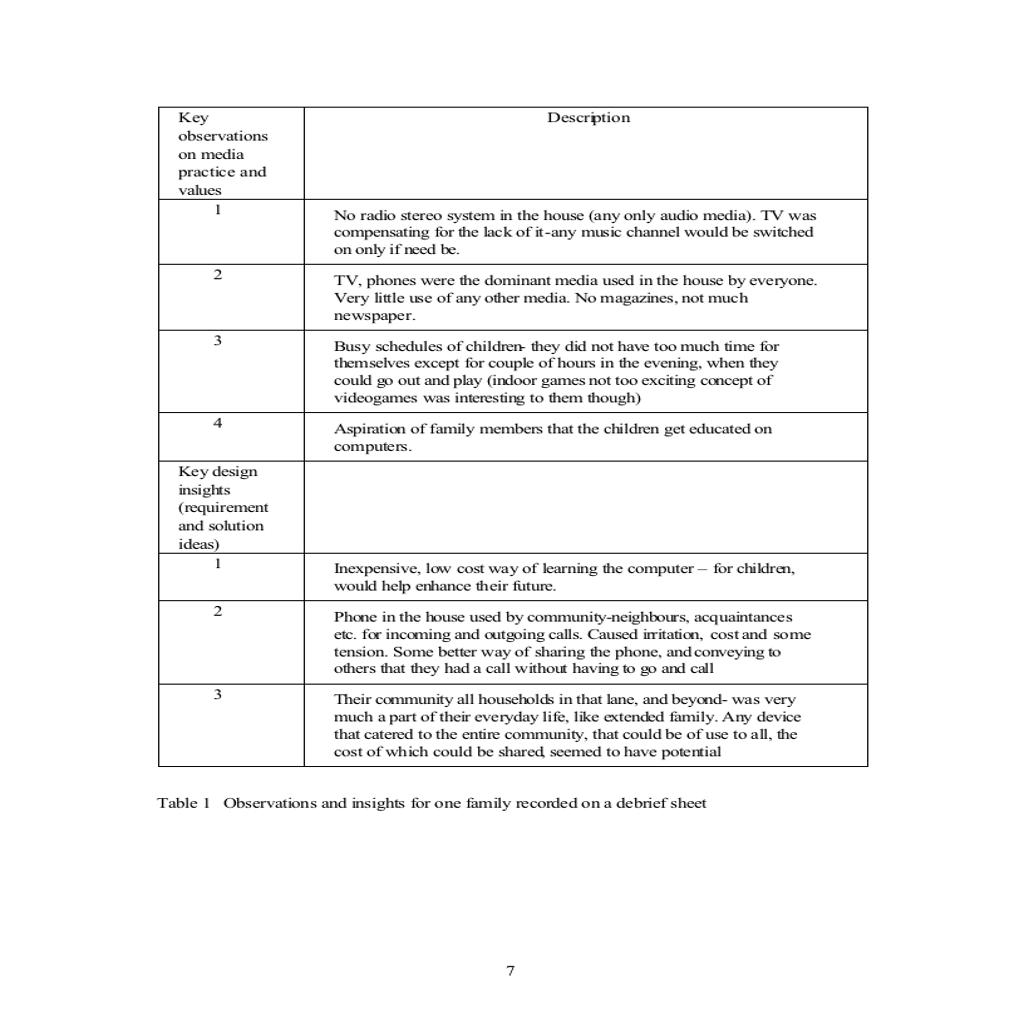 Key
observations
on media
practice and
values
Description
1
No radio stereo system in the house (any only audio media). TV was
compensating for the lack of it-any music channel would be switched
on only if need be.
2
TV, phones were the dominant media used in the house by everyone.
Very little use of any other media. No magazines, not much
newspaper.
3
Busy schedules of children- they did not have too much time for
themselves except for couple of hours in the evening, when they
could go out and play (indoor games not too exciting concept of
videogames was interesting to them though)
4
Aspiration of family members that the children get educated on
computers.
Key design
insights
(requirement
and solution
ideas)
1
Inexpensive, low cost way of learning the computer – for children,
would help enhance their future.
2
Phone in the house used by community-neighbours, acquaintances
etc. for incoming and outgoing calls. Caused irritation, cost and some
tension. Some better way of sharing the phone, and conveying to
others that they had a call without having to go and call
3
Their community all households in that lane, and beyond- was very
much a part of their everyday life, like extended family. Any device
that catered to the entire community, that could be of use to all, the
cost of which could be shared, seemed to have potential
Table 1 Observations and insights for one family recorded on a debrief sheet
7